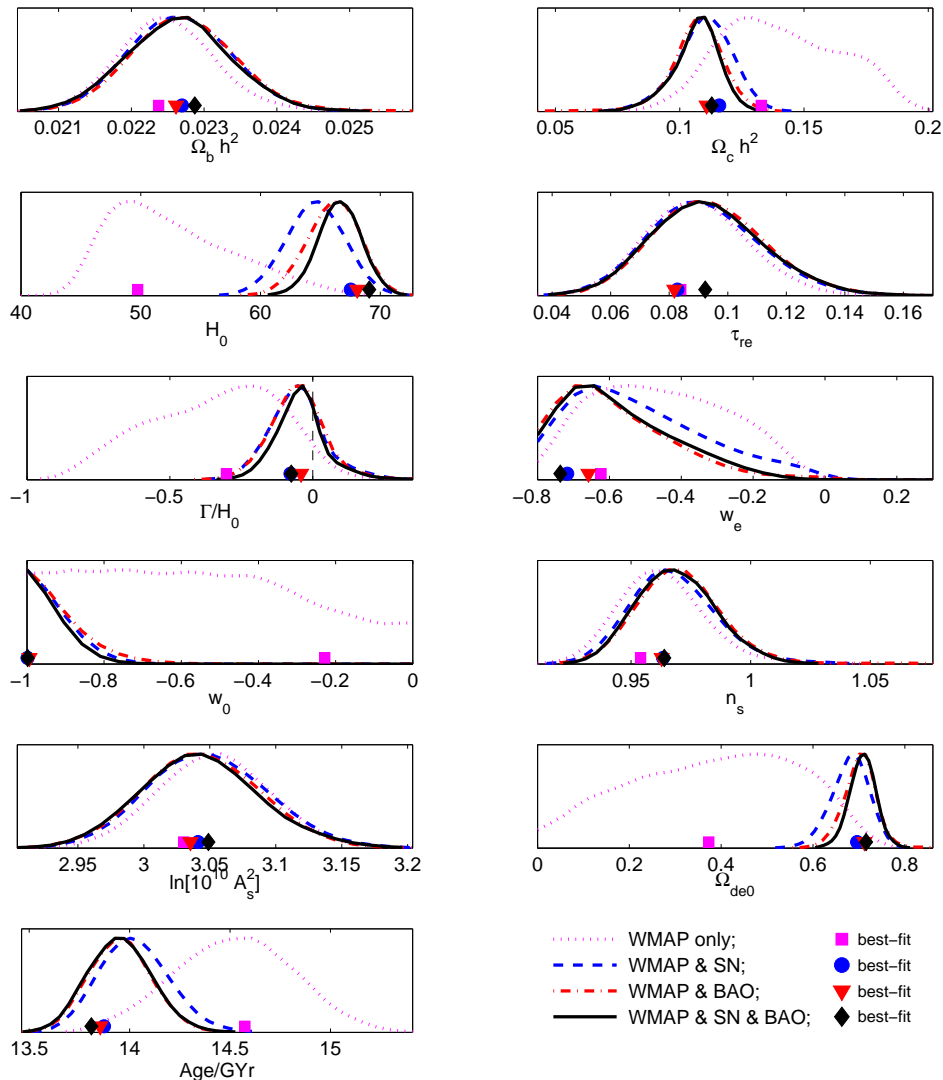 0.021 0.022 0.023 0.024 0.025
Ω_b h^2
0.05 0.1 0.15 0.2
Ω_c h^2
40 50 60 70
H_0
0.04 0.06 0.08 0.1 0.12 0.14 0.16
τ_re
−1 −0.5 0
Γ/H_0
−0.8 −0.6 −0.4 −0.2 0 0.2
w_e
−1 −0.8 −0.6 −0.4 −0.2 0
w_0
0.95 1 1.05
n_s
2.95 3 3.05 3.1 3.15 3.2
ln[10^10 A_s^2]
0 0.2 0.4 0.6 0.8
Ω_de0
13.5 14 14.5 15
Age/GYr
WMAP only; best−fit
WMAP & SN; best−fit
WMAP & BAO; best−fit
WMAP & SN & BAO; best−fit